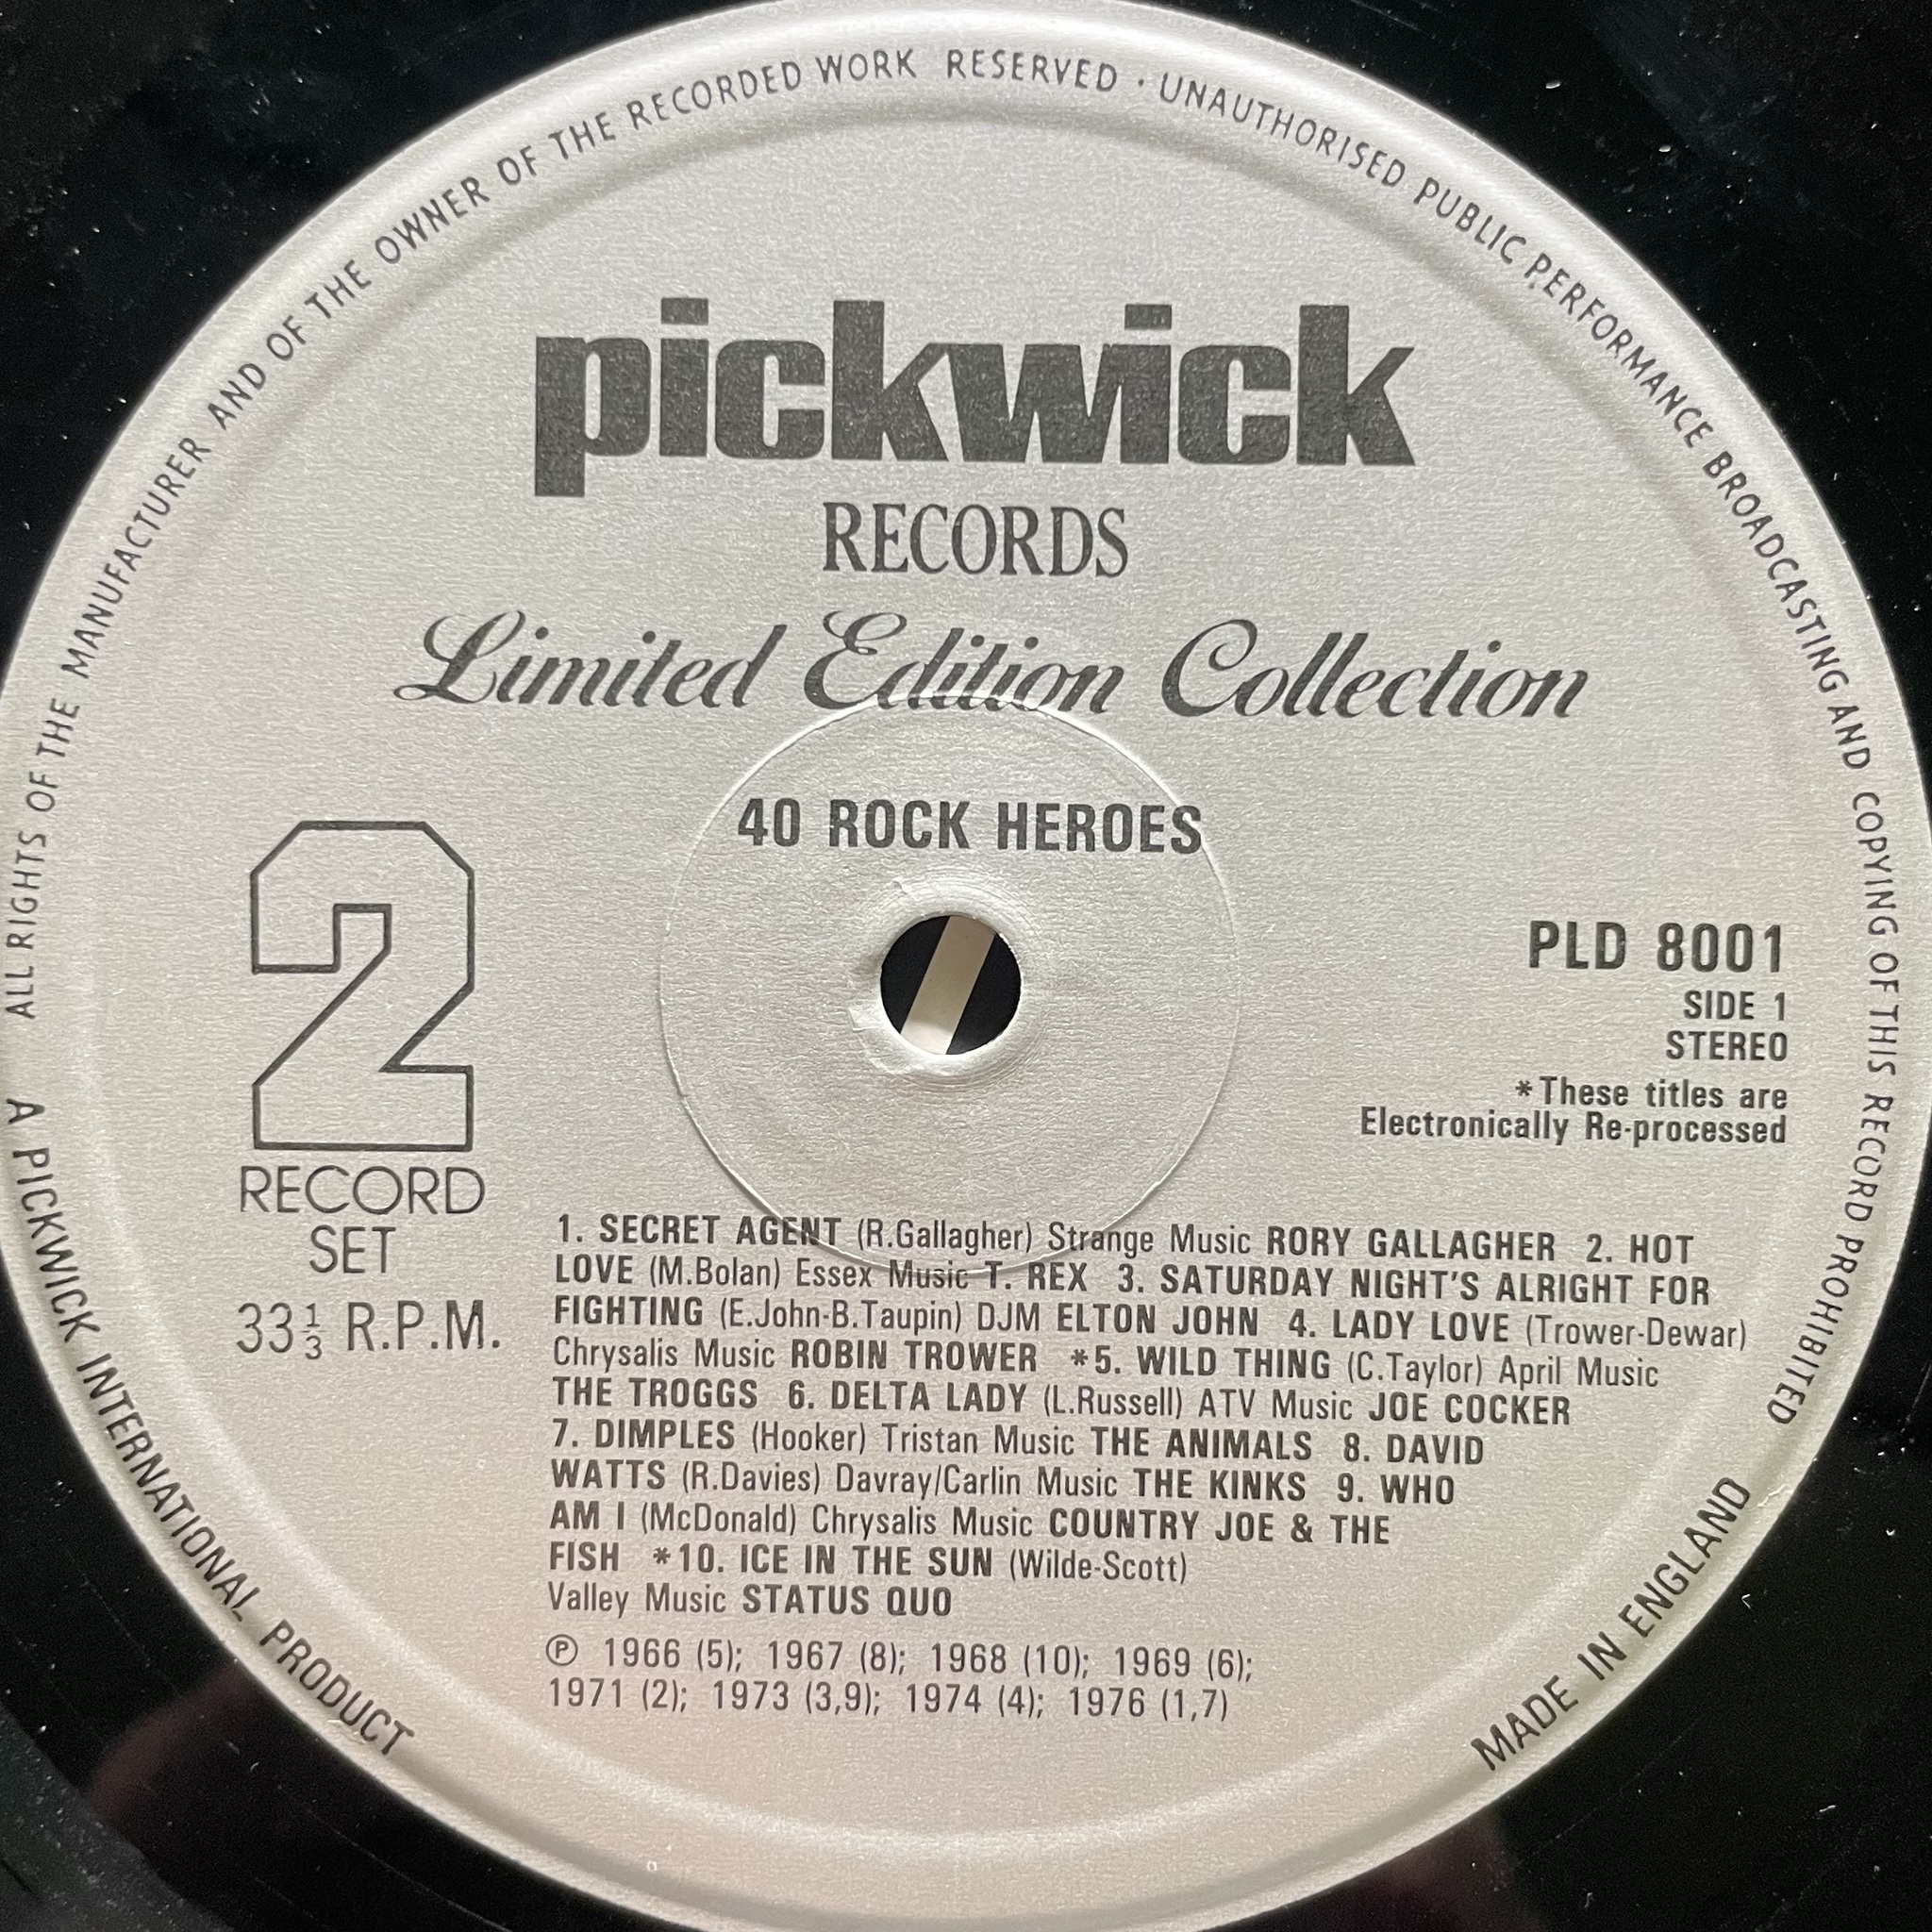 ALL RIGHTS OF THE MANUFACTURER AND OF THE OWNER OF THE RECORDED WORK RESERVED · UNAUTHORISED PUBLIC PERFORMANCE BROADCASTING AND COPYING OF THIS RECORD PROHIBITED
pickwick
RECORDS
Limited Edition Collection
40 ROCK HEROES
2
RECORD
SET
33⅓ R.P.M.
PLD 8001
SIDE 1
STEREO
*These titles are
Electronically Re-processed
1. SECRET AGENT (R.Gallagher) Strange Music RORY GALLAGHER 2. HOT
LOVE (M.Bolan) Essex Music T. REX 3. SATURDAY NIGHT'S ALRIGHT FOR
FIGHTING (E.John-B.Taupin) DJM ELTON JOHN 4. LADY LOVE (Trower-Dewar)
Chrysalis Music ROBIN TROWER *5. WILD THING (C.Taylor) April Music
THE TROGGS 6. DELTA LADY (L.Russell) ATV Music JOE COCKER
7. DIMPLES (Hooker) Tristan Music THE ANIMALS 8. DAVID
WATTS (R.Davies) Davray/Carlin Music THE KINKS 9. WHO
AM I (McDonald) Chrysalis Music COUNTRY JOE & THE
FISH *10. ICE IN THE SUN (Wilde-Scott)
Valley Music STATUS QUO
℗ 1966 (5); 1967 (8); 1968 (10); 1969 (6);
1971 (2); 1973 (3,9); 1974 (4); 1976 (1,7)
A PICKWICK INTERNATIONAL PRODUCT
MADE IN ENGLAND